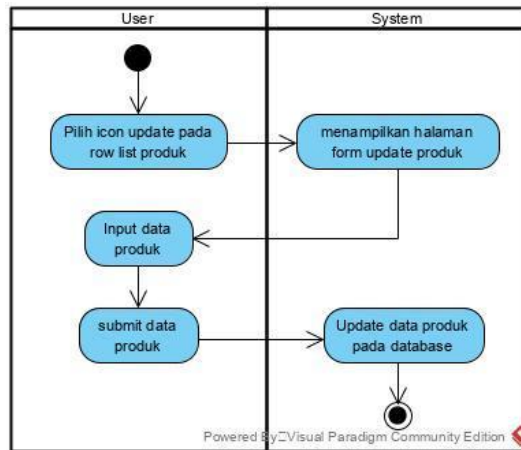 User
System
Pilih icon update pada
row list produk
menampilkan halaman
form update produk
Input data
produk
submit data
produk
Update data produk
pada database
Powered By Visual Paradigm Community Edition